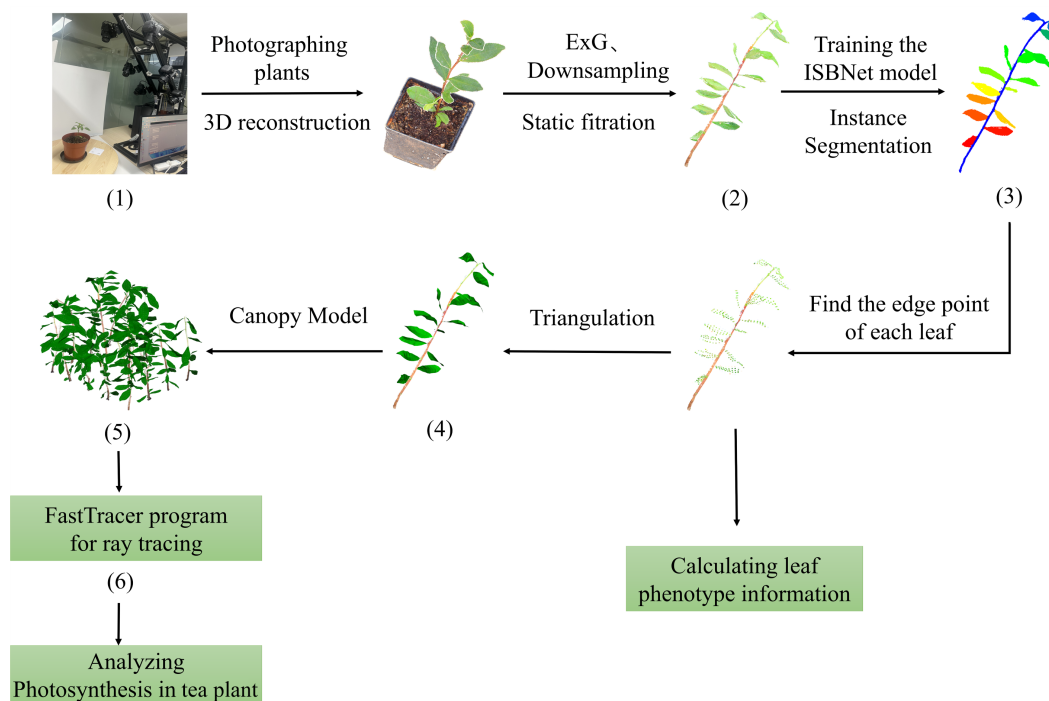 Photographing
plants
3D reconstruction
ExG、
Downsampling
Static fitration
Training the
ISBNet model
Instance
Segmentation
(1)
(2)
(3)
Canopy Model
Triangulation
Find the edge point
of each leaf
(5)
(4)
FastTracer program
for ray tracing
(6)
Calculating leaf
phenotype information
Analyzing
Photosynthesis in tea plant